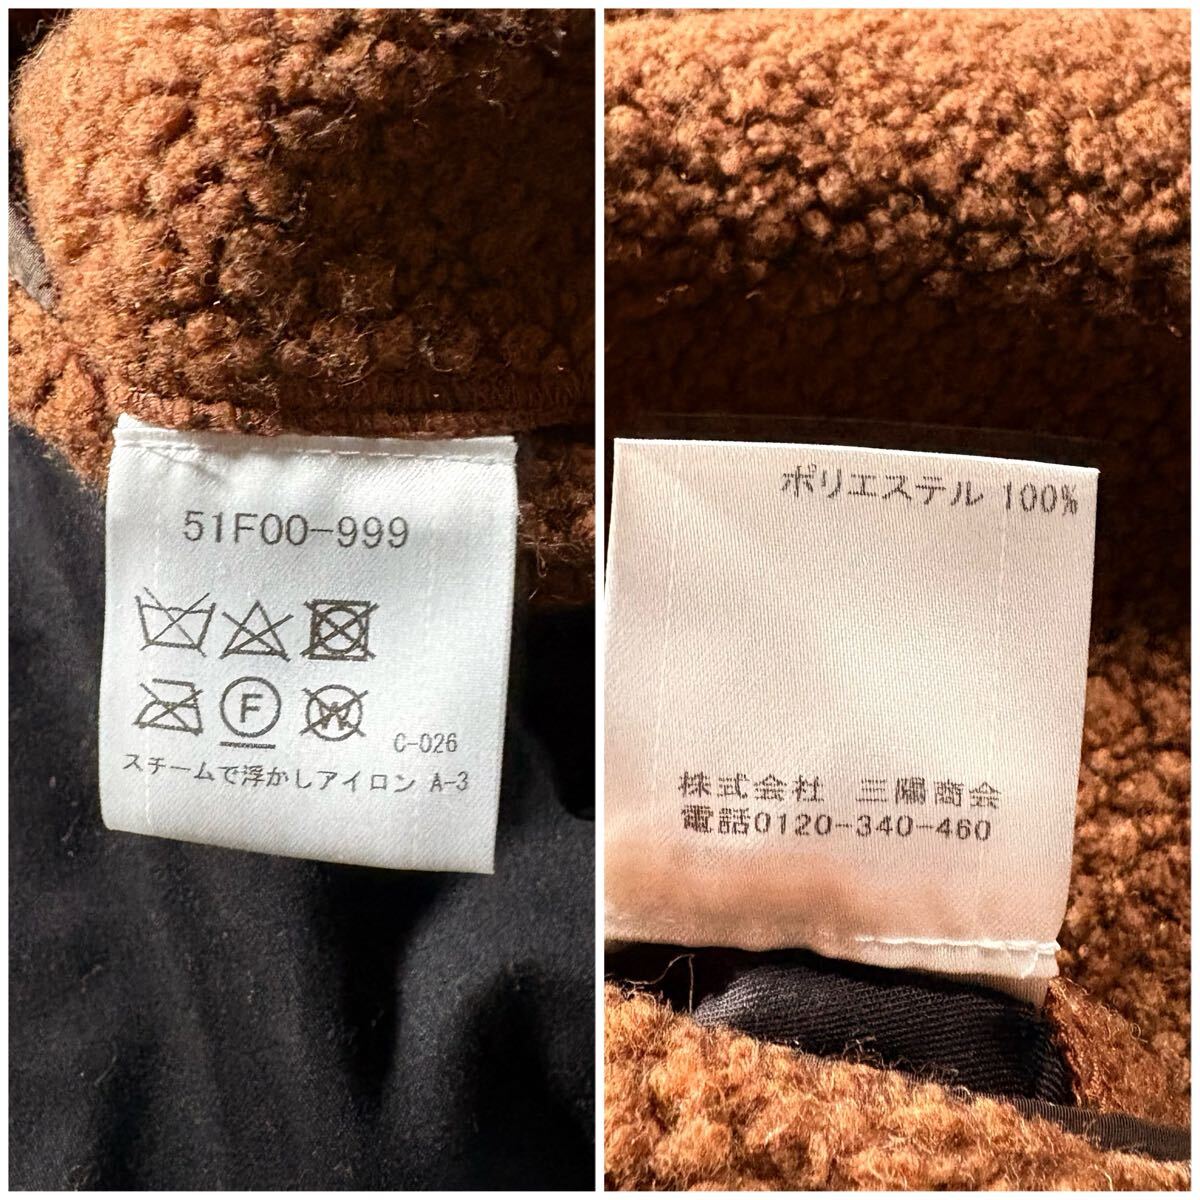 51F00-999
F W
C-026
スチームで浮かしアイロン A-3
ポリエステル 100%
株式会社 三陽商会
電話0120-340-460